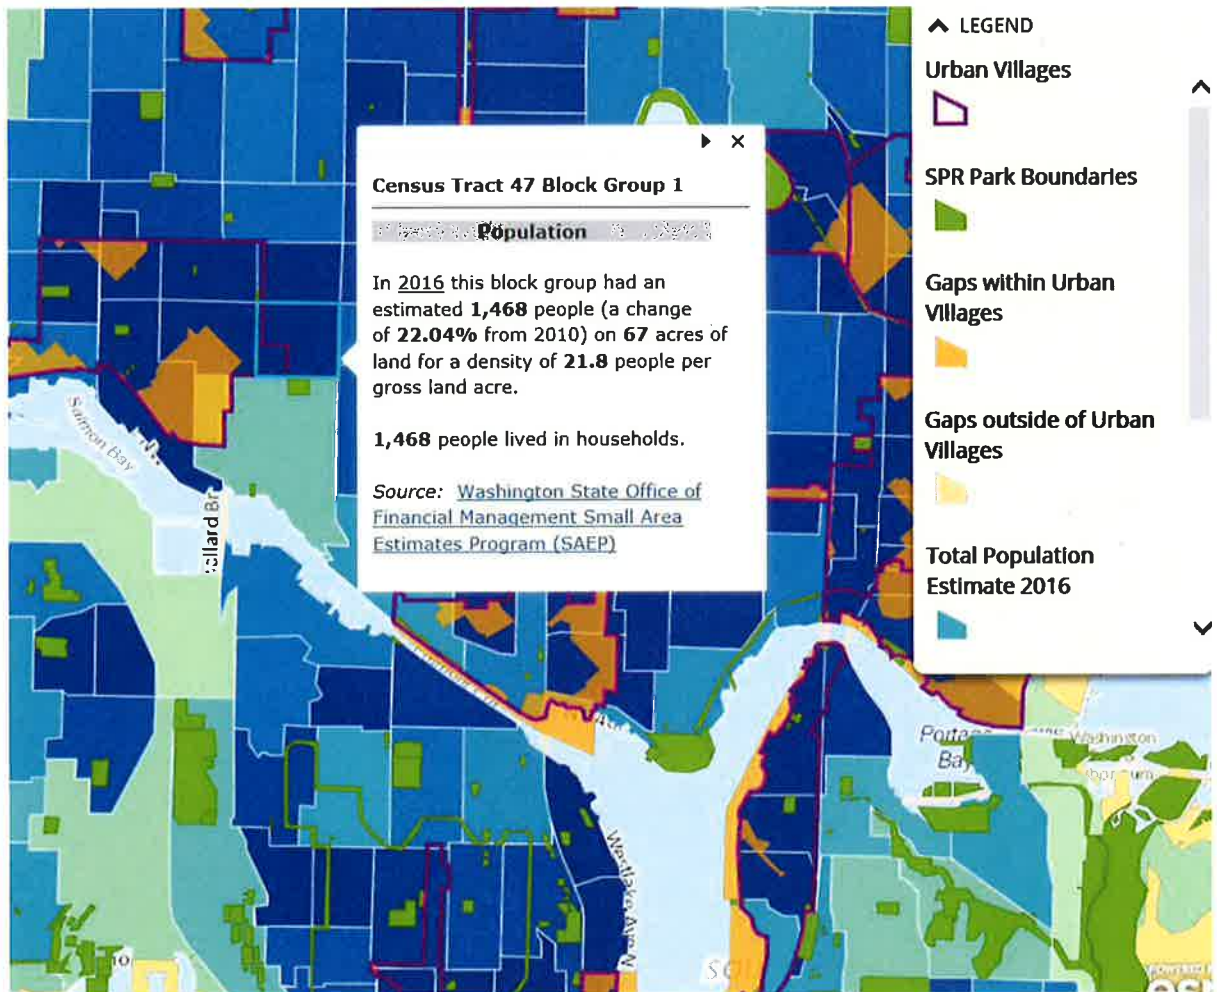 LEGEND
Urban Villages
SPR Park Boundaries
Gaps within Urban
Villages
Gaps outside of Urban
Villages
Total Population
Estimate 2016
Census Tract 47 Block Group 1
Population
In 2016 this block group had an
estimated 1,468 people (a change
of 22.04% from 2010) on 67 acres of
land for a density of 21.8 people per
gross land acre.
1,468 people lived in households.
Source: Washington State Office of
Financial Management Small Area
Estimates Program (SAEP)
Salmon Bay
Portage
Bay
Washington
Westlake Ave N